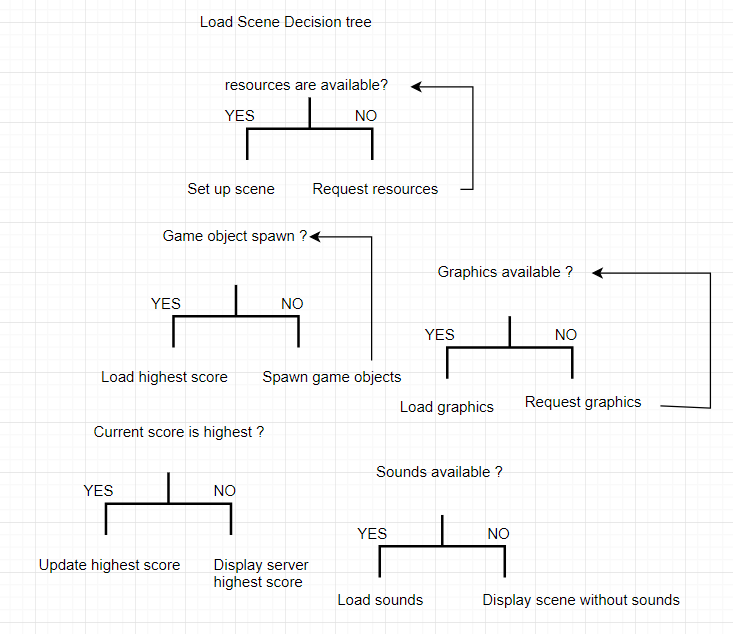 Load Scene Decision tree
resources are available?
YES
NO
Set up scene
Request resources
Game object spawn ?
YES
NO
Load highest score
Spawn game objects
Graphics available ?
YES
NO
Load graphics
Request graphics
Current score is highest ?
YES
NO
Update highest score
Display server
highest score
Sounds available ?
YES
NO
Load sounds
Display scene without sounds